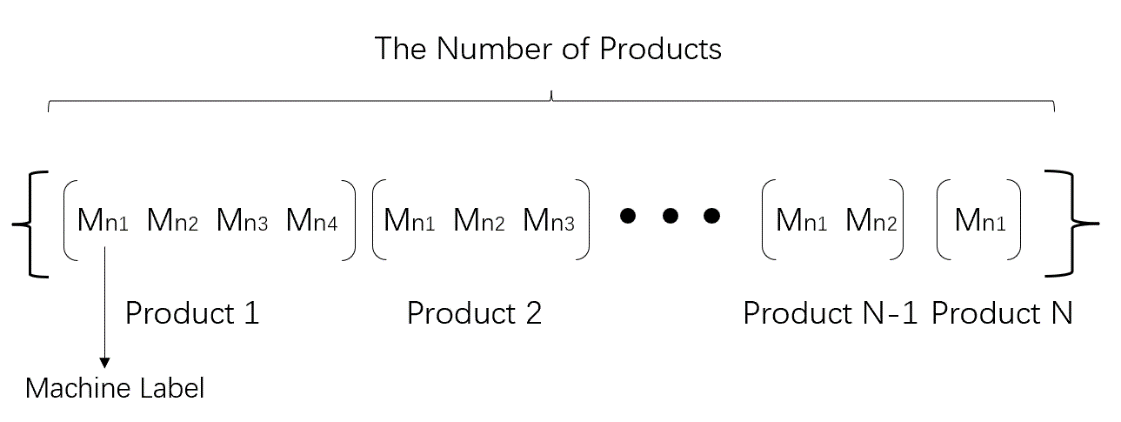 The Number of Products
{ ( Mn1 Mn2 Mn3 Mn4 ) ( Mn1 Mn2 Mn3 ) ● ● ● ( Mn1 Mn2 ) ( Mn1 ) }
Product 1 Product 2 Product N-1 Product N
Machine Label